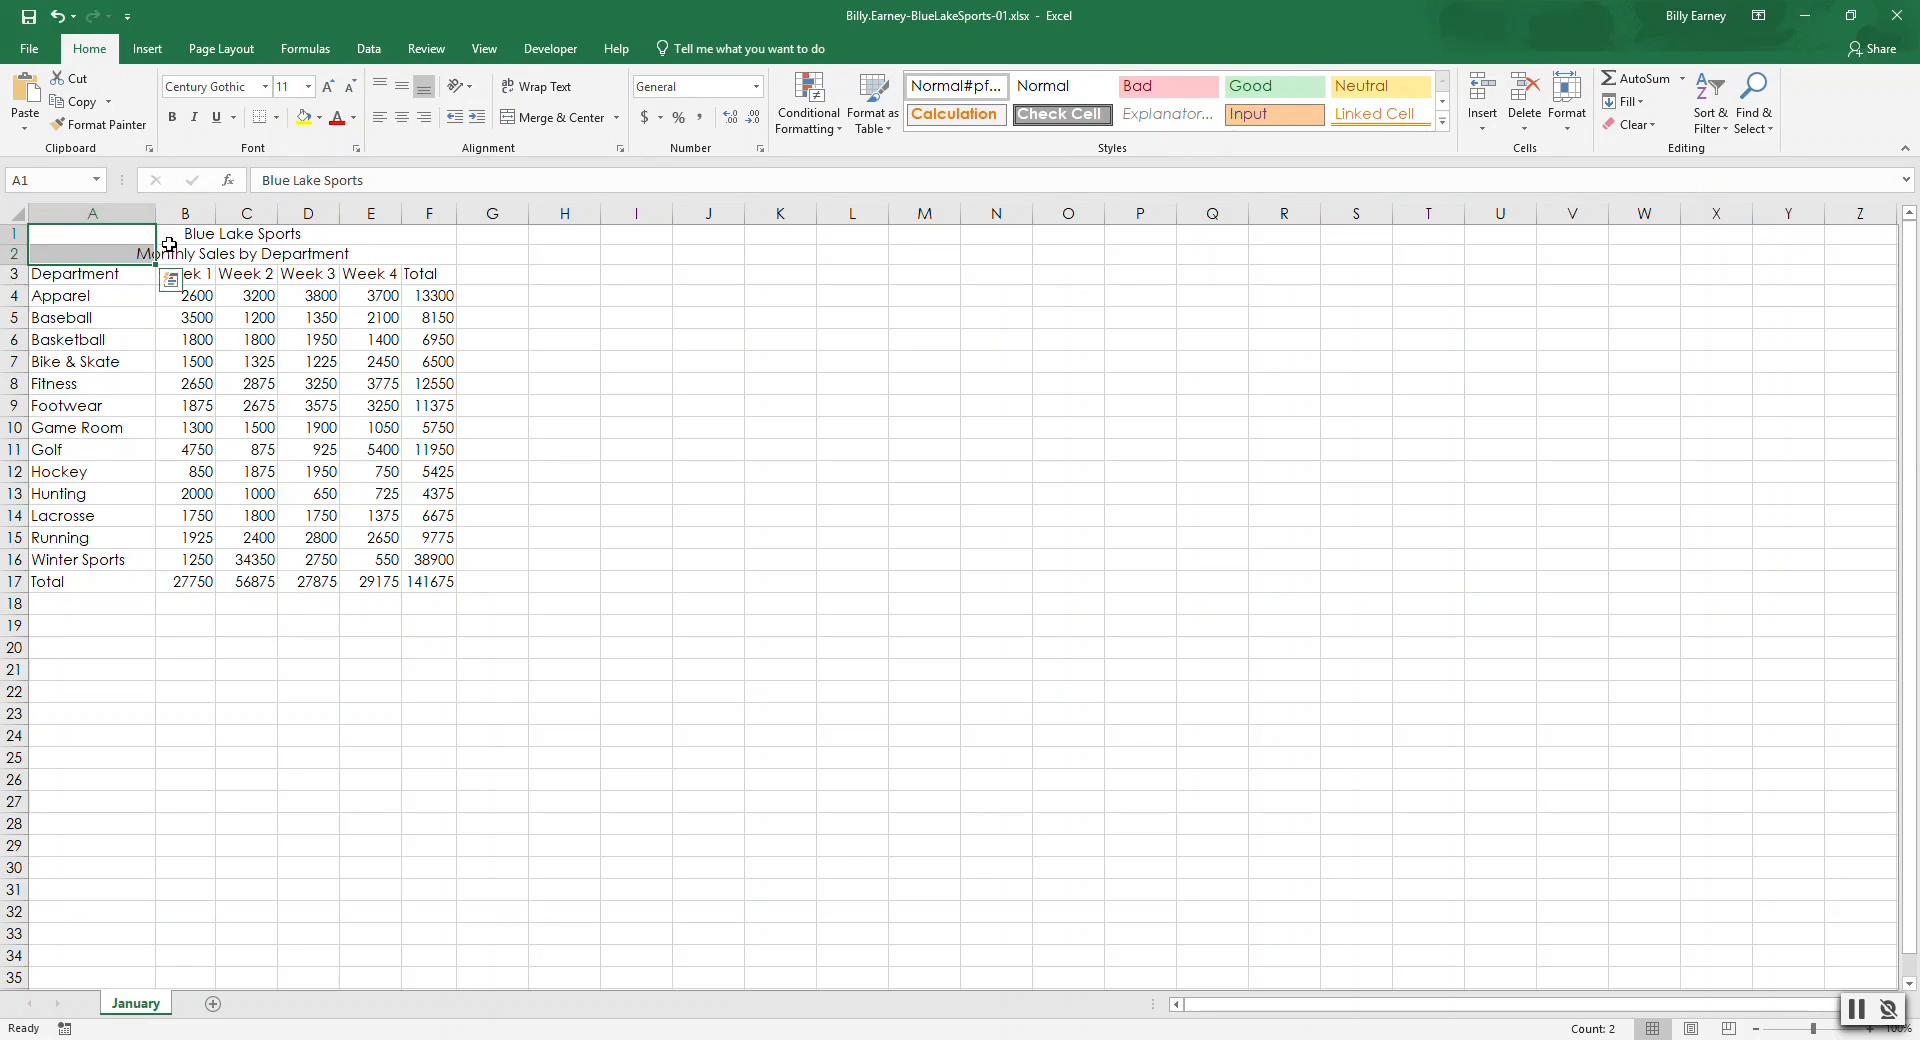 Billy.Earney-BlueLakeSports-01.xlsx - Excel
Billy Earney
File Home Insert Page Layout Formulas Data Review View Developer Help Tell me what you want to do Share
Paste
Cut
Copy
Format Painter
Clipboard
Century Gothic 11
B I U
Font
Wrap Text
Merge & Center
Alignment
General
$ % ,
Number
Conditional Formatting
Format as Table
Normal#pf... Normal Bad Good Neutral
Calculation Check Cell Explanator... Input Linked Cell
Styles
Insert Delete Format
Cells
AutoSum
Fill
Clear
Sort & Filter
Find & Select
Editing
A1 fx Blue Lake Sports
A B C D E F G H I J K L M N O P Q R S T U V W X Y Z
1 Blue Lake Sports
2 Monthly Sales by Department
3 Department ek 1 Week 2 Week 3 Week 4 Total
4 Apparel 2600 3200 3800 3700 13300
5 Baseball 3500 1200 1350 2100 8150
6 Basketball 1800 1800 1950 1400 6950
7 Bike & Skate 1500 1325 1225 2450 6500
8 Fitness 2650 2875 3250 3775 12550
9 Footwear 1875 2675 3575 3250 11375
10 Game Room 1300 1500 1900 1050 5750
11 Golf 4750 875 925 5400 11950
12 Hockey 850 1875 1950 750 5425
13 Hunting 2000 1000 650 725 4375
14 Lacrosse 1750 1800 1750 1375 6675
15 Running 1925 2400 2800 2650 9775
16 Winter Sports 1250 34350 2750 550 38900
17 Total 27750 56875 27875 29175 141675
18
19
20
21
22
23
24
25
26
27
28
29
30
31
32
33
34
35
January
Ready Count: 2 100%